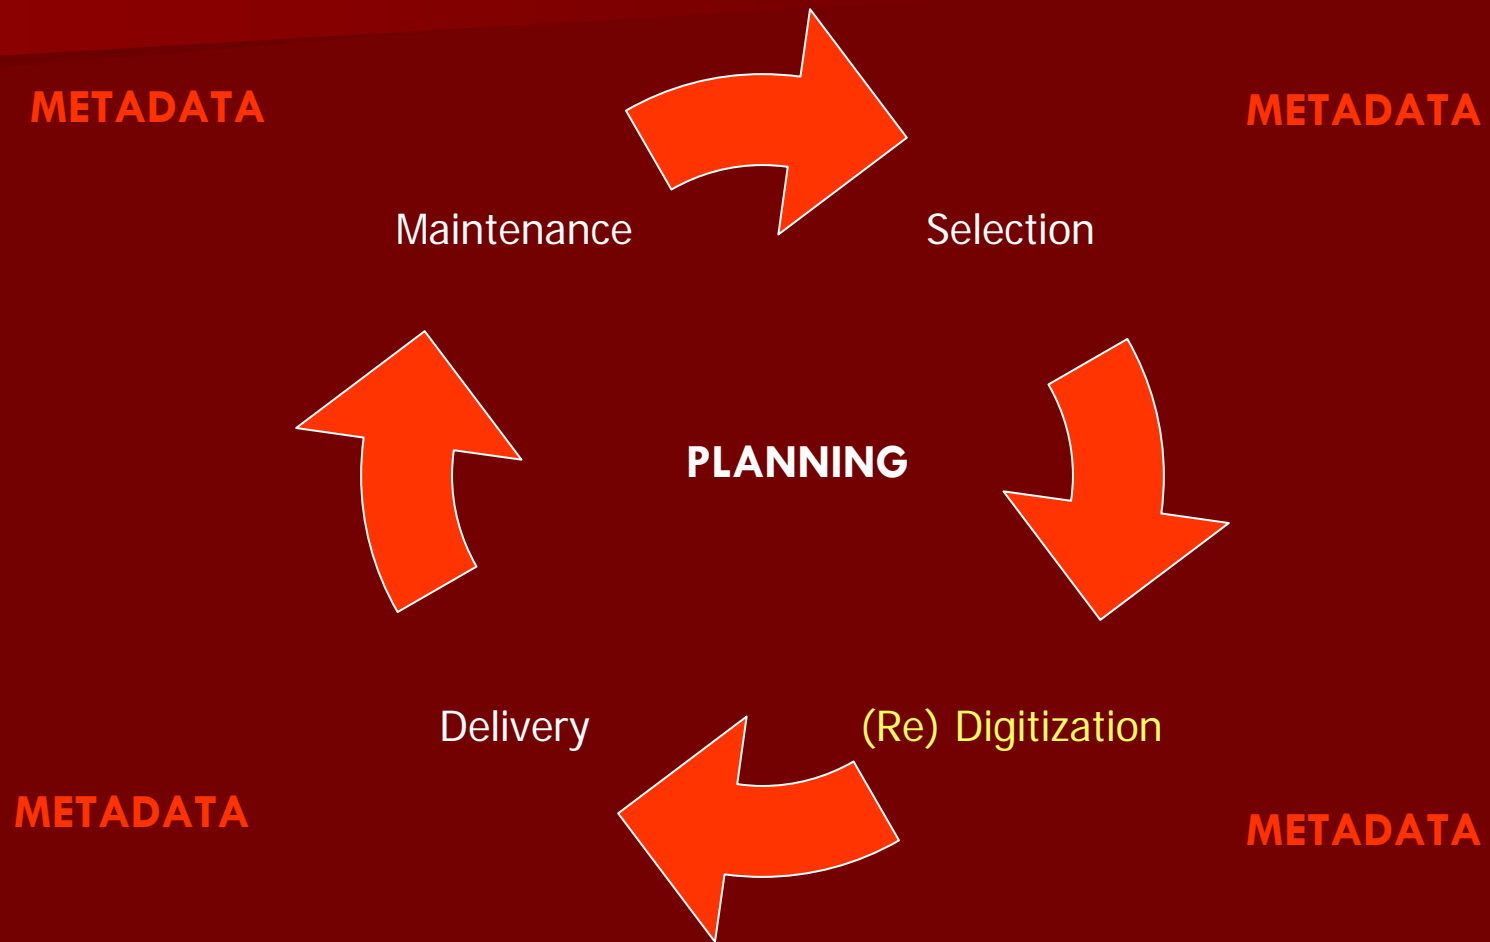 METADATA
METADATA
Maintenance
Selection
PLANNING
Delivery
(Re) Digitization
METADATA
METADATA